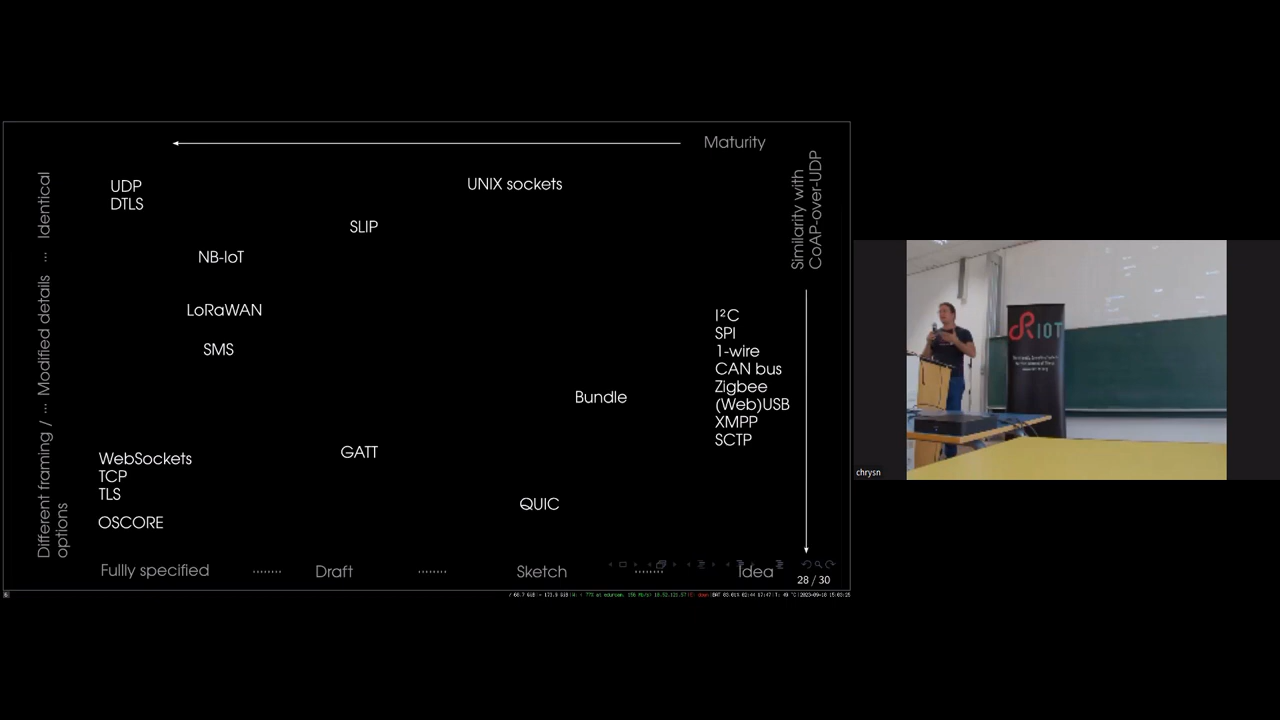 Maturity
Similarity with
CoAP-over-UDP
Identical
...
Modified details
...
Different framing /
options
UDP
DTLS
UNIX sockets
SLIP
NB-IoT
LoRaWAN
SMS
I²C
SPI
1-wire
CAN bus
Zigbee
(Web)USB
XMPP
SCTP
Bundle
GATT
WebSockets
TCP
TLS
QUIC
OSCORE
Fullly specified
........
Draft
........
Sketch
........
Idea
28 / 30
RIOT
chrysn